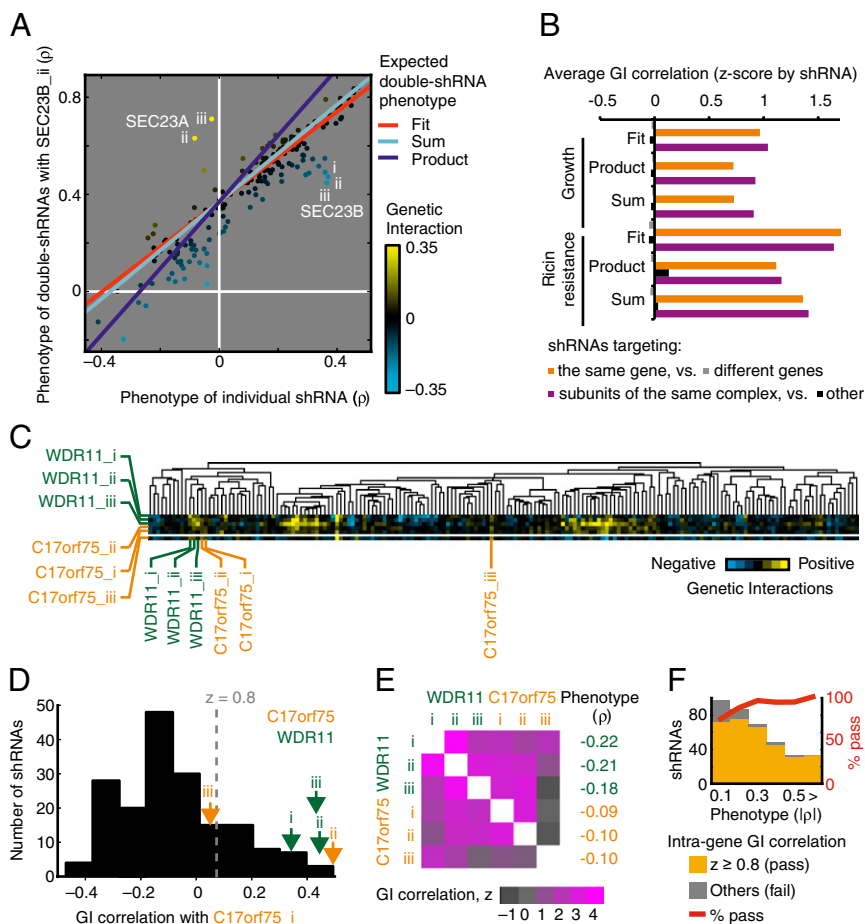 A
Phenotype of double-shRNAs with SEC23B_ii (ρ)
0.8
0.4
0
−0.4
0
0.4
Phenotype of individual shRNA (ρ)
SEC23A
iii
ii
i
ii
iii
SEC23B
Expected
double-shRNA
phenotype
Fit
Sum
Product
Genetic
Interaction
0.35
0
−0.35
B
Average GI correlation (z-score by shRNA)
-0.5 0 0.5 1 1.5
Growth
Fit
Product
Sum
Ricin
resistance
Fit
Product
Sum
shRNAs targeting:
the same gene, vs. different genes
subunits of the same complex, vs. other
C
WDR11_i
WDR11_ii
WDR11_iii
C17orf75_ii
C17orf75_i
C17orf75_iii
WDR11_i
WDR11_ii
WDR11_iii
C17orf75_ii
C17orf75_i
C17orf75_iii
Negative Positive
Genetic Interactions
D
Number of shRNAs
50
40
30
20
10
0
−0.4 −0.2 0 0.2 0.4
GI correlation with C17orf75_i
z = 0.8
C17orf75
WDR11
iii
i
iii
ii
ii
E
WDR11 C17orf75 Phenotype
i ii iii i ii iii (ρ)
WDR11
C17orf75
i -0.22
ii -0.21
iii -0.18
i -0.09
ii -0.10
iii -0.10
GI correlation, z
−1 0 1 2 3 4
F
shRNAs
80
40
0
100
50
0
% pass
0.1 0.3 0.5 >
Phenotype (|ρ|)
Intra-gene GI correlation
z ≥ 0.8 (pass)
Others (fail)
% pass